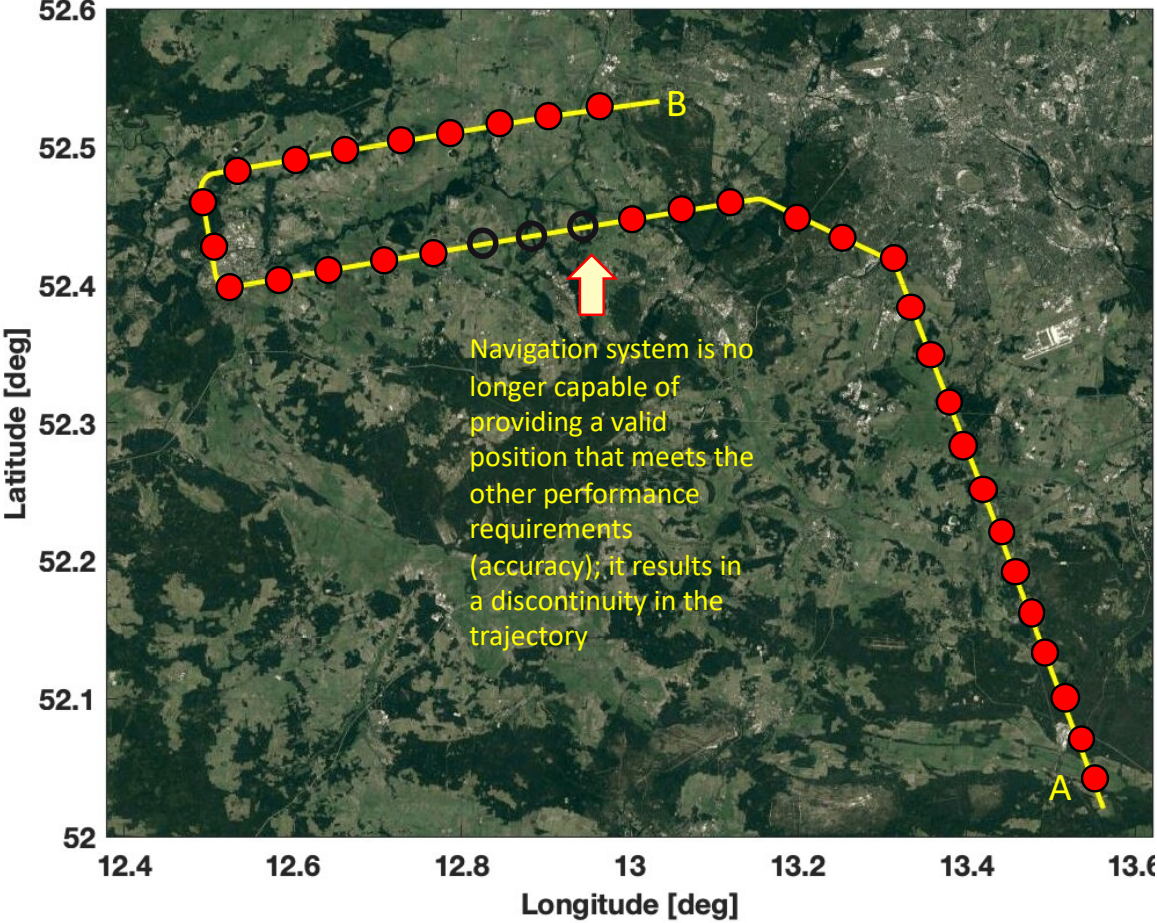 52.6
52.5
52.4
52.3
52.2
52.1
52
Latitude [deg]
B
Navigation system is no
longer capable of
providing a valid
position that meets the
other performance
requirements
(accuracy); it results in
a discontinuity in the
trajectory
A
12.4 12.6 12.8 13 13.2 13.4 13.6
Longitude [deg]